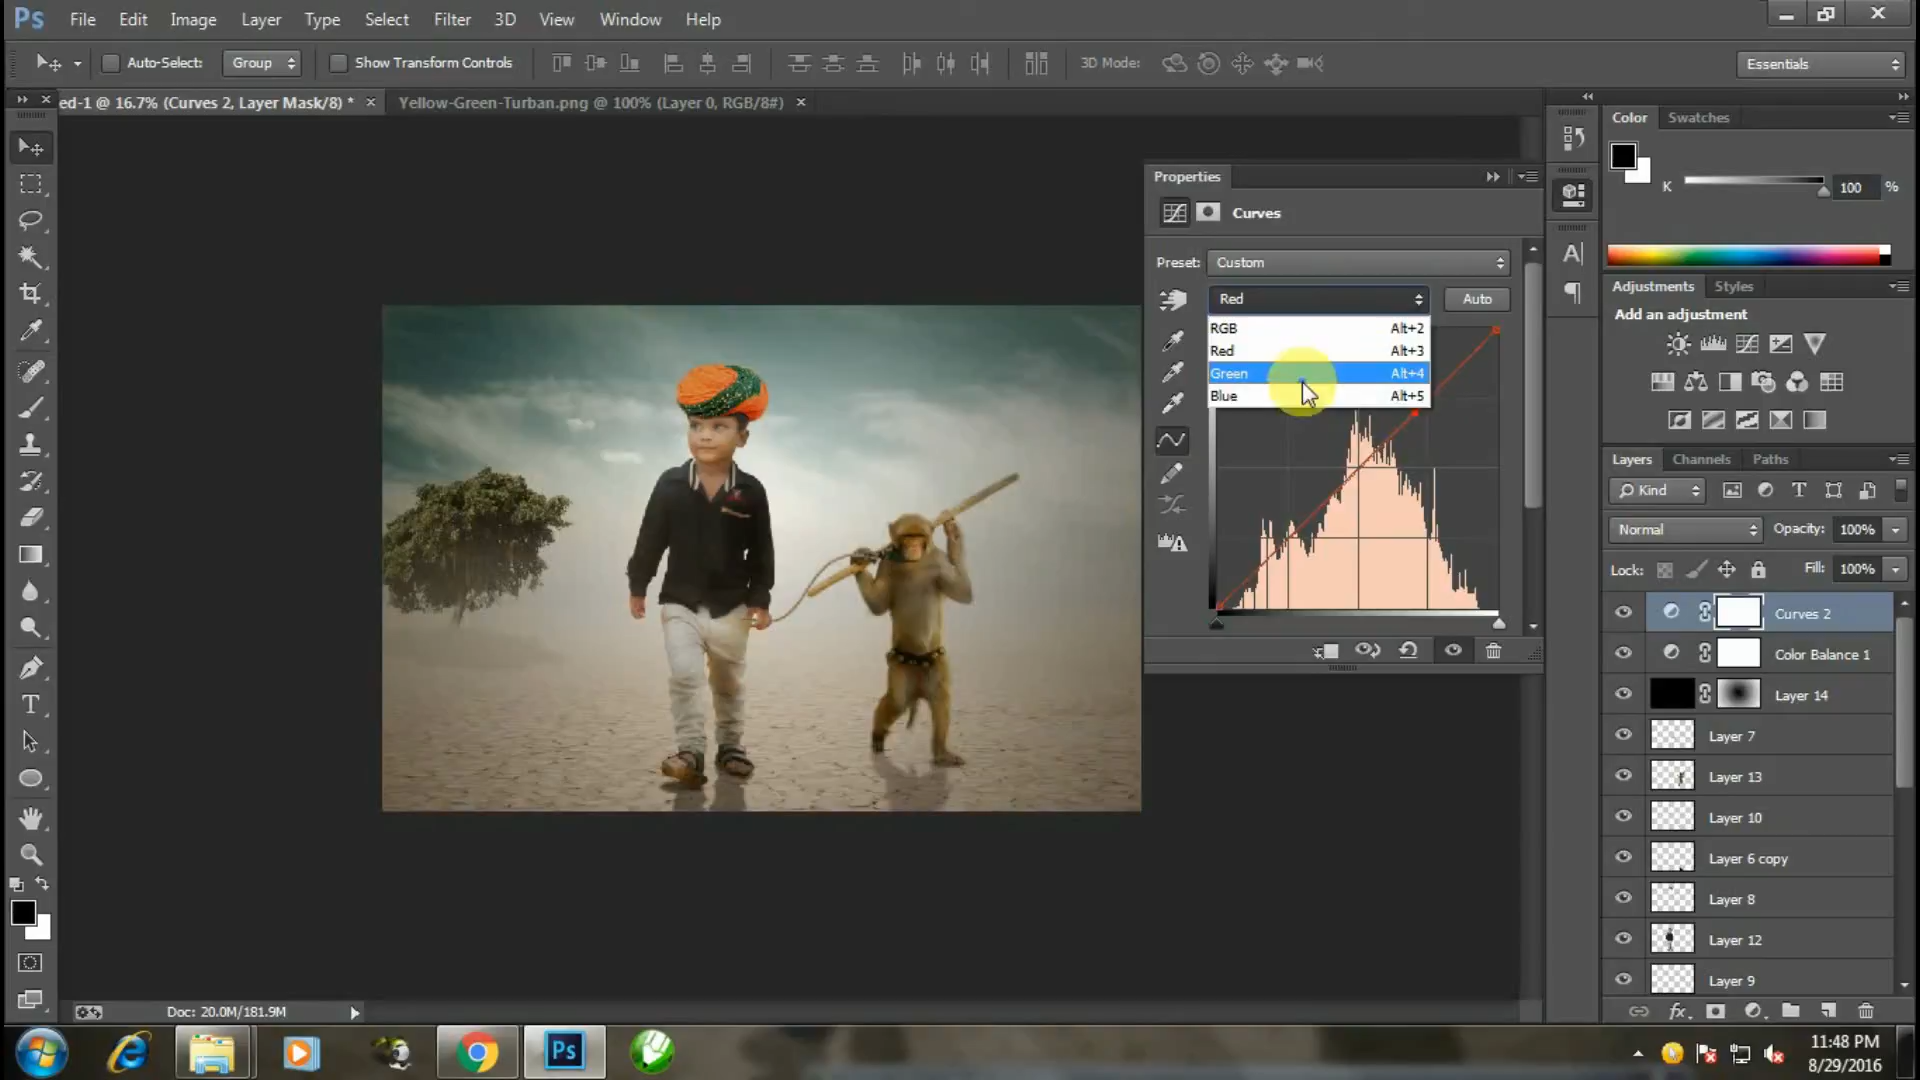 Ps File Edit Image Layer Type Select Filter 3D View Window Help
Auto-Select: Group Show Transform Controls 3D Mode: Essentials
ed-1 @ 16.7% (Curves 2, Layer Mask/8) * Yellow-Green-Turban.png @ 100% (Layer 0, RGB/8#)
Color Swatches
K 100 %
Properties
Curves
Preset: Custom
Red Auto
RGB Alt+2
Red Alt+3
Green Alt+4
Blue Alt+5
Adjustments Styles
Add an adjustment
Layers Channels Paths
Kind
Normal Opacity: 100%
Lock: Fill: 100%
Curves 2
Color Balance 1
Layer 14
Layer 7
Layer 13
Layer 10
Layer 6 copy
Layer 8
Layer 12
Layer 9
Doc: 20.0M/181.9M
Ps
11:48 PM
8/29/2016